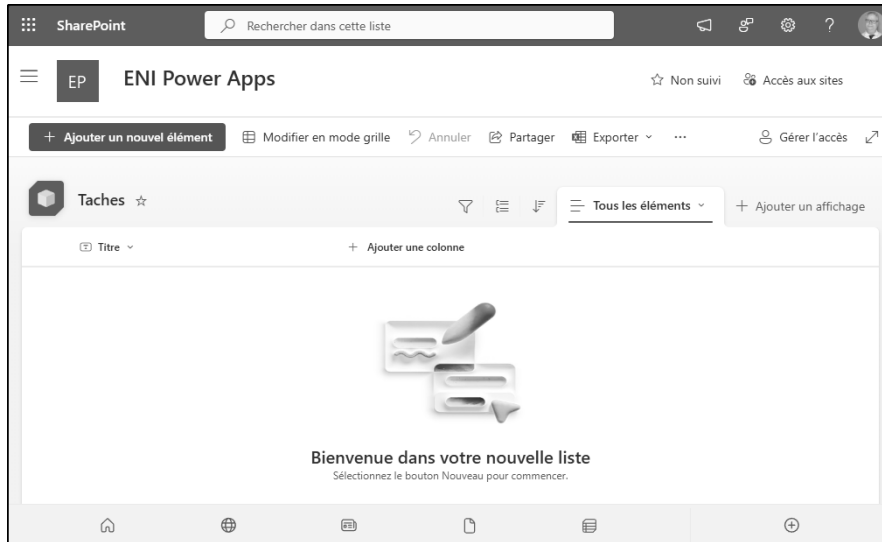 SharePoint
Rechercher dans cette liste
EP
ENI Power Apps
Non suivi
Accès aux sites
+ Ajouter un nouvel élément
Modifier en mode grille
Annuler
Partager
Exporter
...
Gérer l'accès
Taches
Tous les éléments
+ Ajouter un affichage
Titre
+ Ajouter une colonne
Bienvenue dans votre nouvelle liste
Sélectionnez le bouton Nouveau pour commencer.